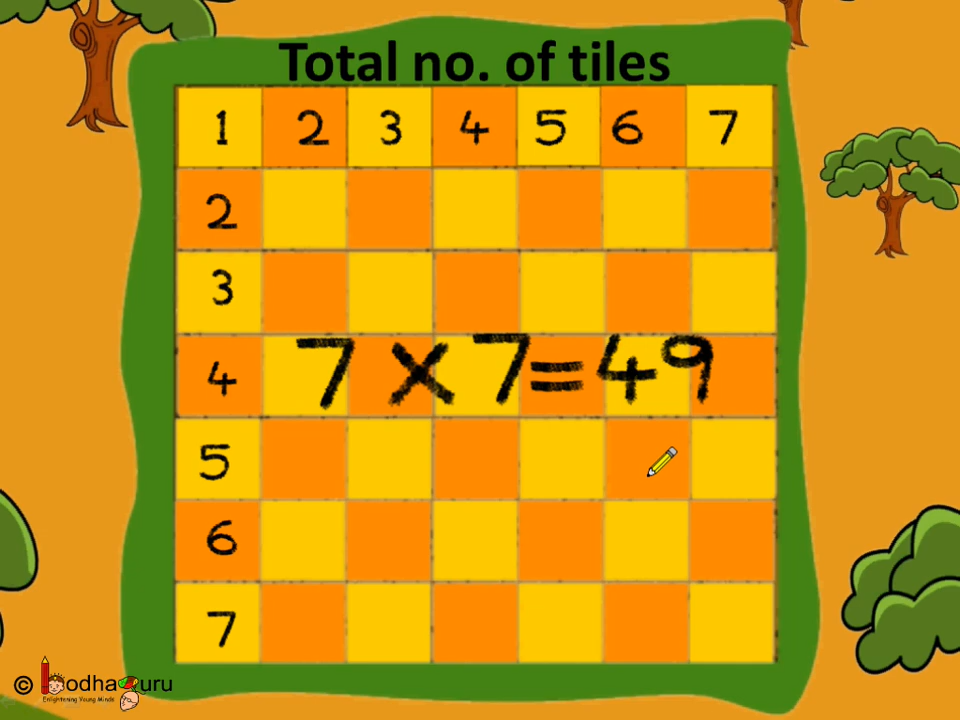 Total no. of tiles
1 2 3 4 5 6 7
2
3
4 7 × 7 = 49
5
6
7
© BodhaGuru
Enlightening Young Minds